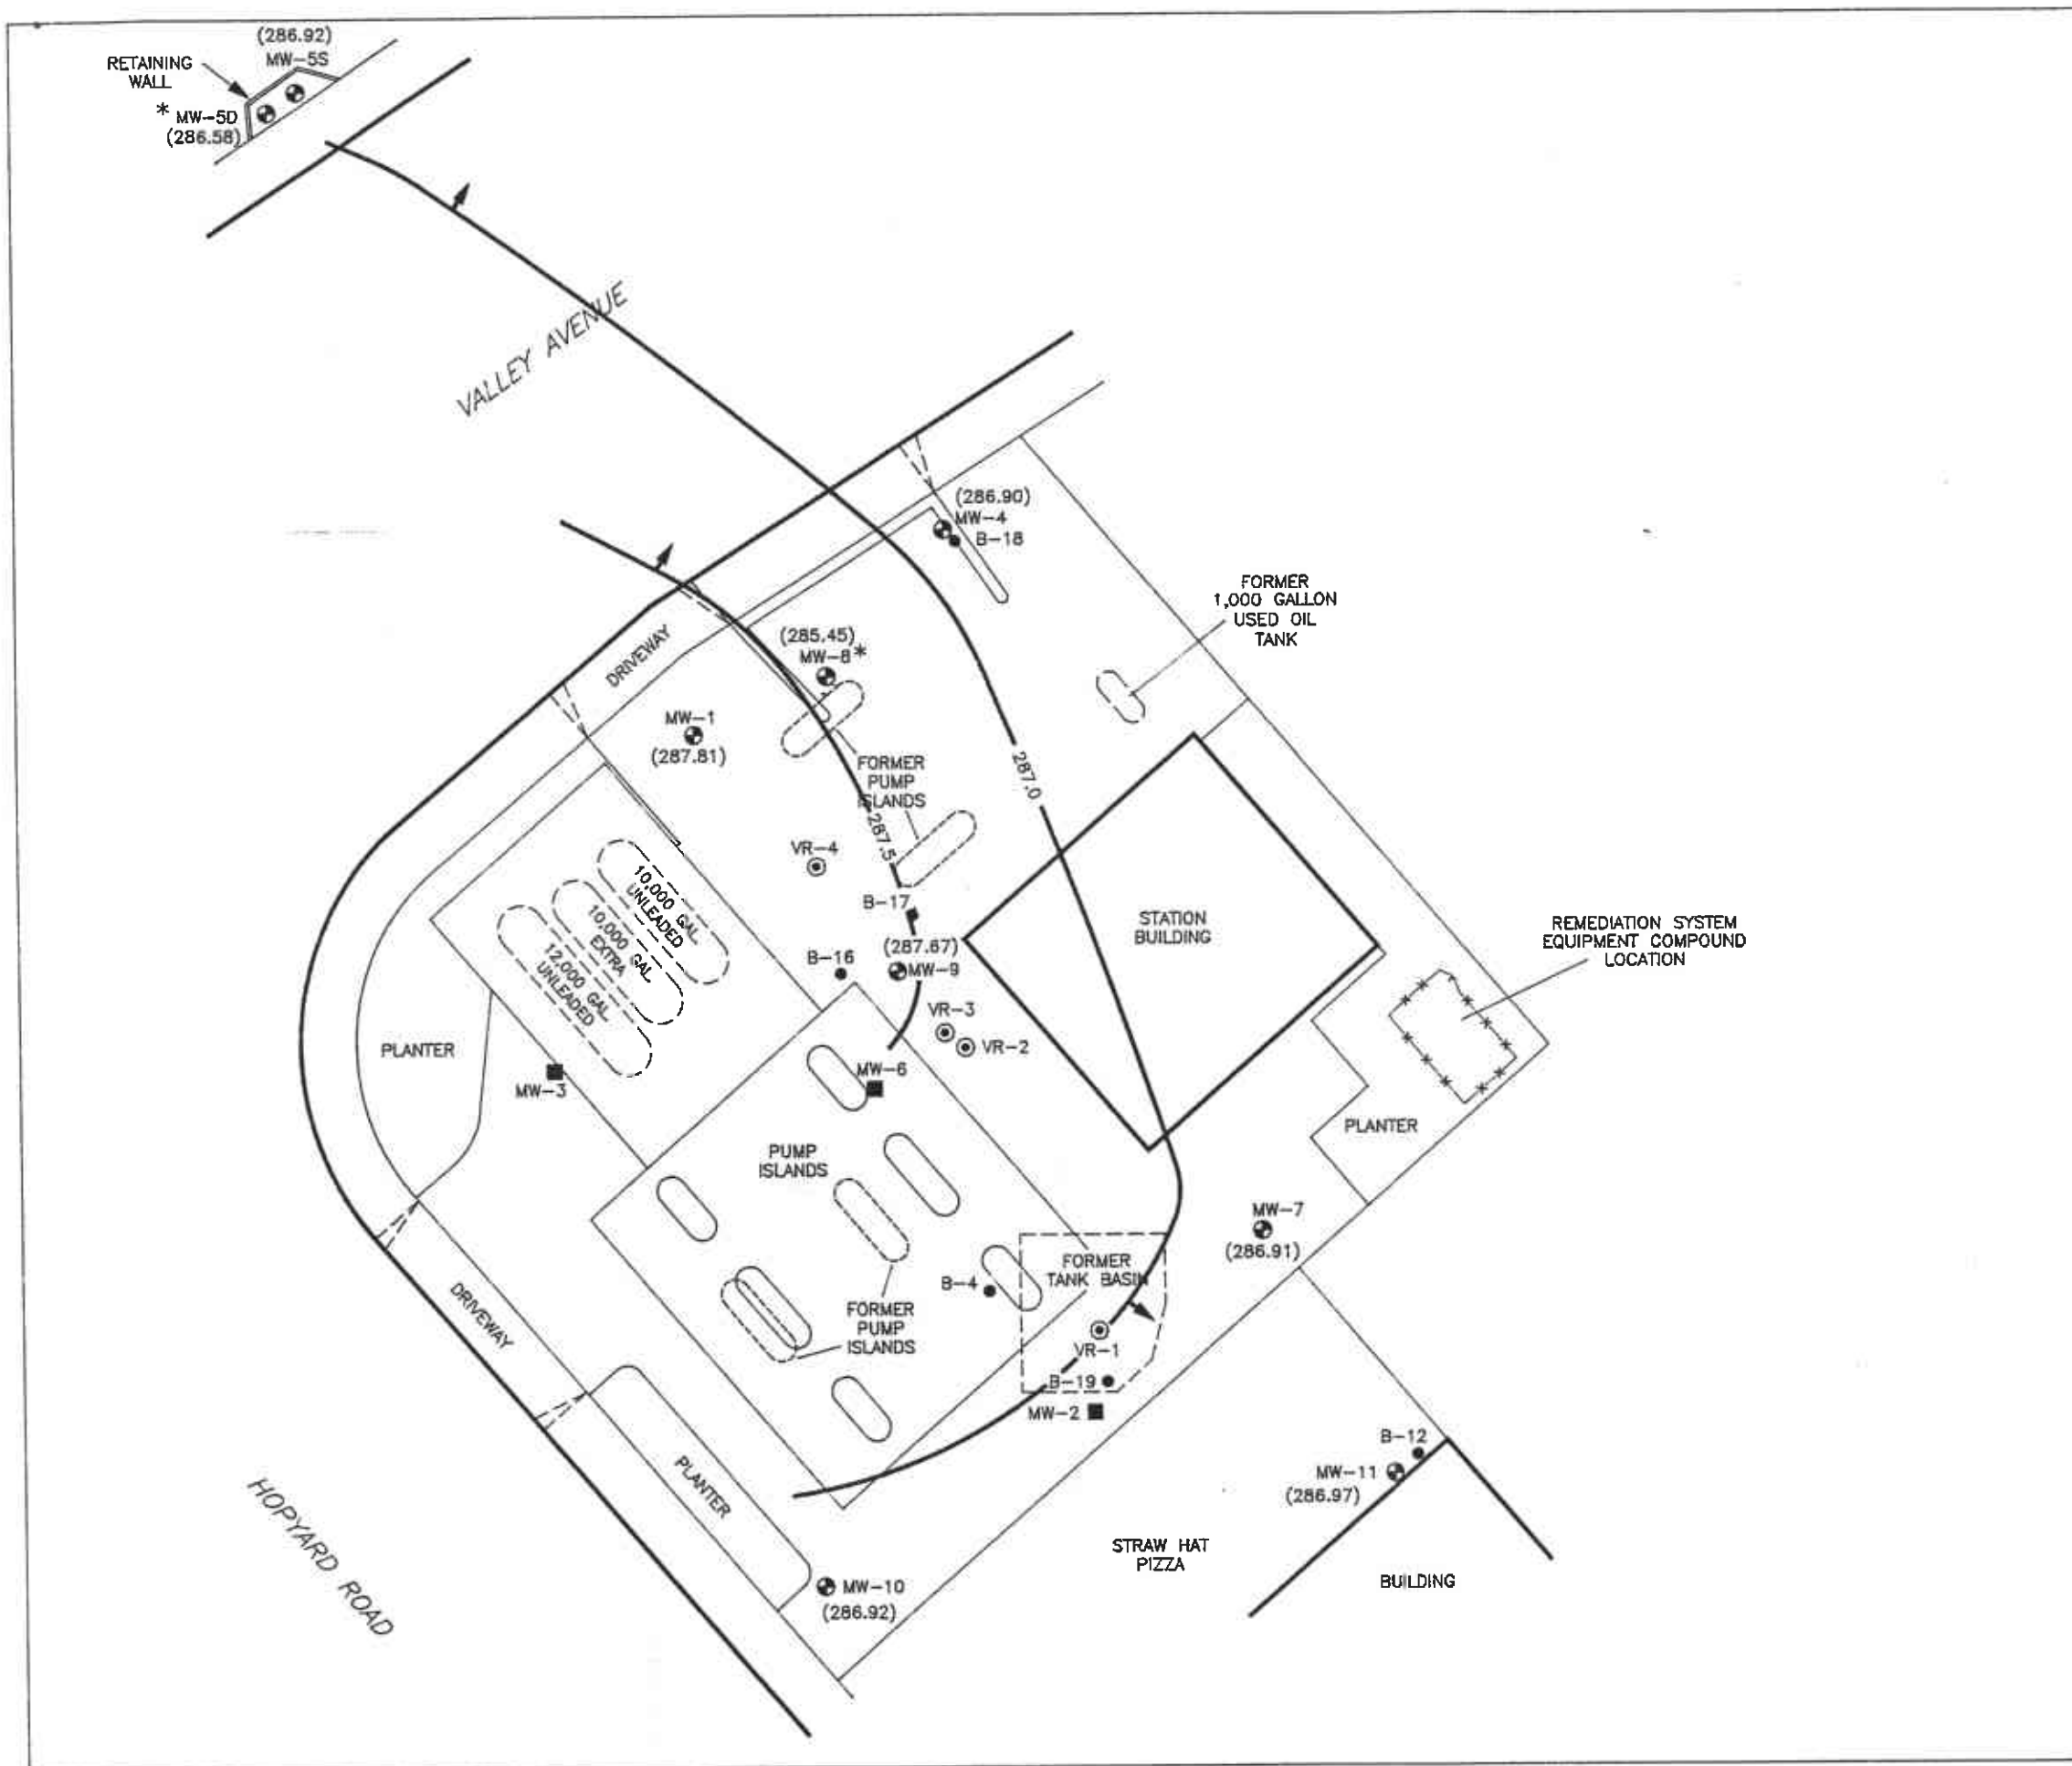 (286.92)
MW-5S
RETAINING
WALL
* MW-5D
(286.58)
VALLEY AVENUE
(286.90)
MW-4
B-18
FORMER
1,000 GALLON
USED OIL
TANK
DRIVEWAY
(285.45)
MW-8*
MW-1
(287.81)
FORMER
PUMP
ISLANDS
287.0
287.5
VR-4
10,000 GAL.
UNLEADED
10,000 GAL
EXTRA
12,000 GAL.
UNLEADED
B-17
(287.67)
MW-9
B-16
STATION
BUILDING
REMEDIATION SYSTEM
EQUIPMENT COMPOUND
LOCATION
VR-3
VR-2
PLANTER
MW-3
MW-6
PLANTER
PUMP
ISLANDS
MW-7
(286.91)
FORMER
TANK BASIN
B-4
DRIVEWAY
FORMER
PUMP
ISLANDS
VR-1
B-19
MW-2
PLANTER
B-12
MW-11
(286.97)
HOPYARD ROAD
STRAW HAT
PIZZA
BUILDING
MW-10
(286.92)